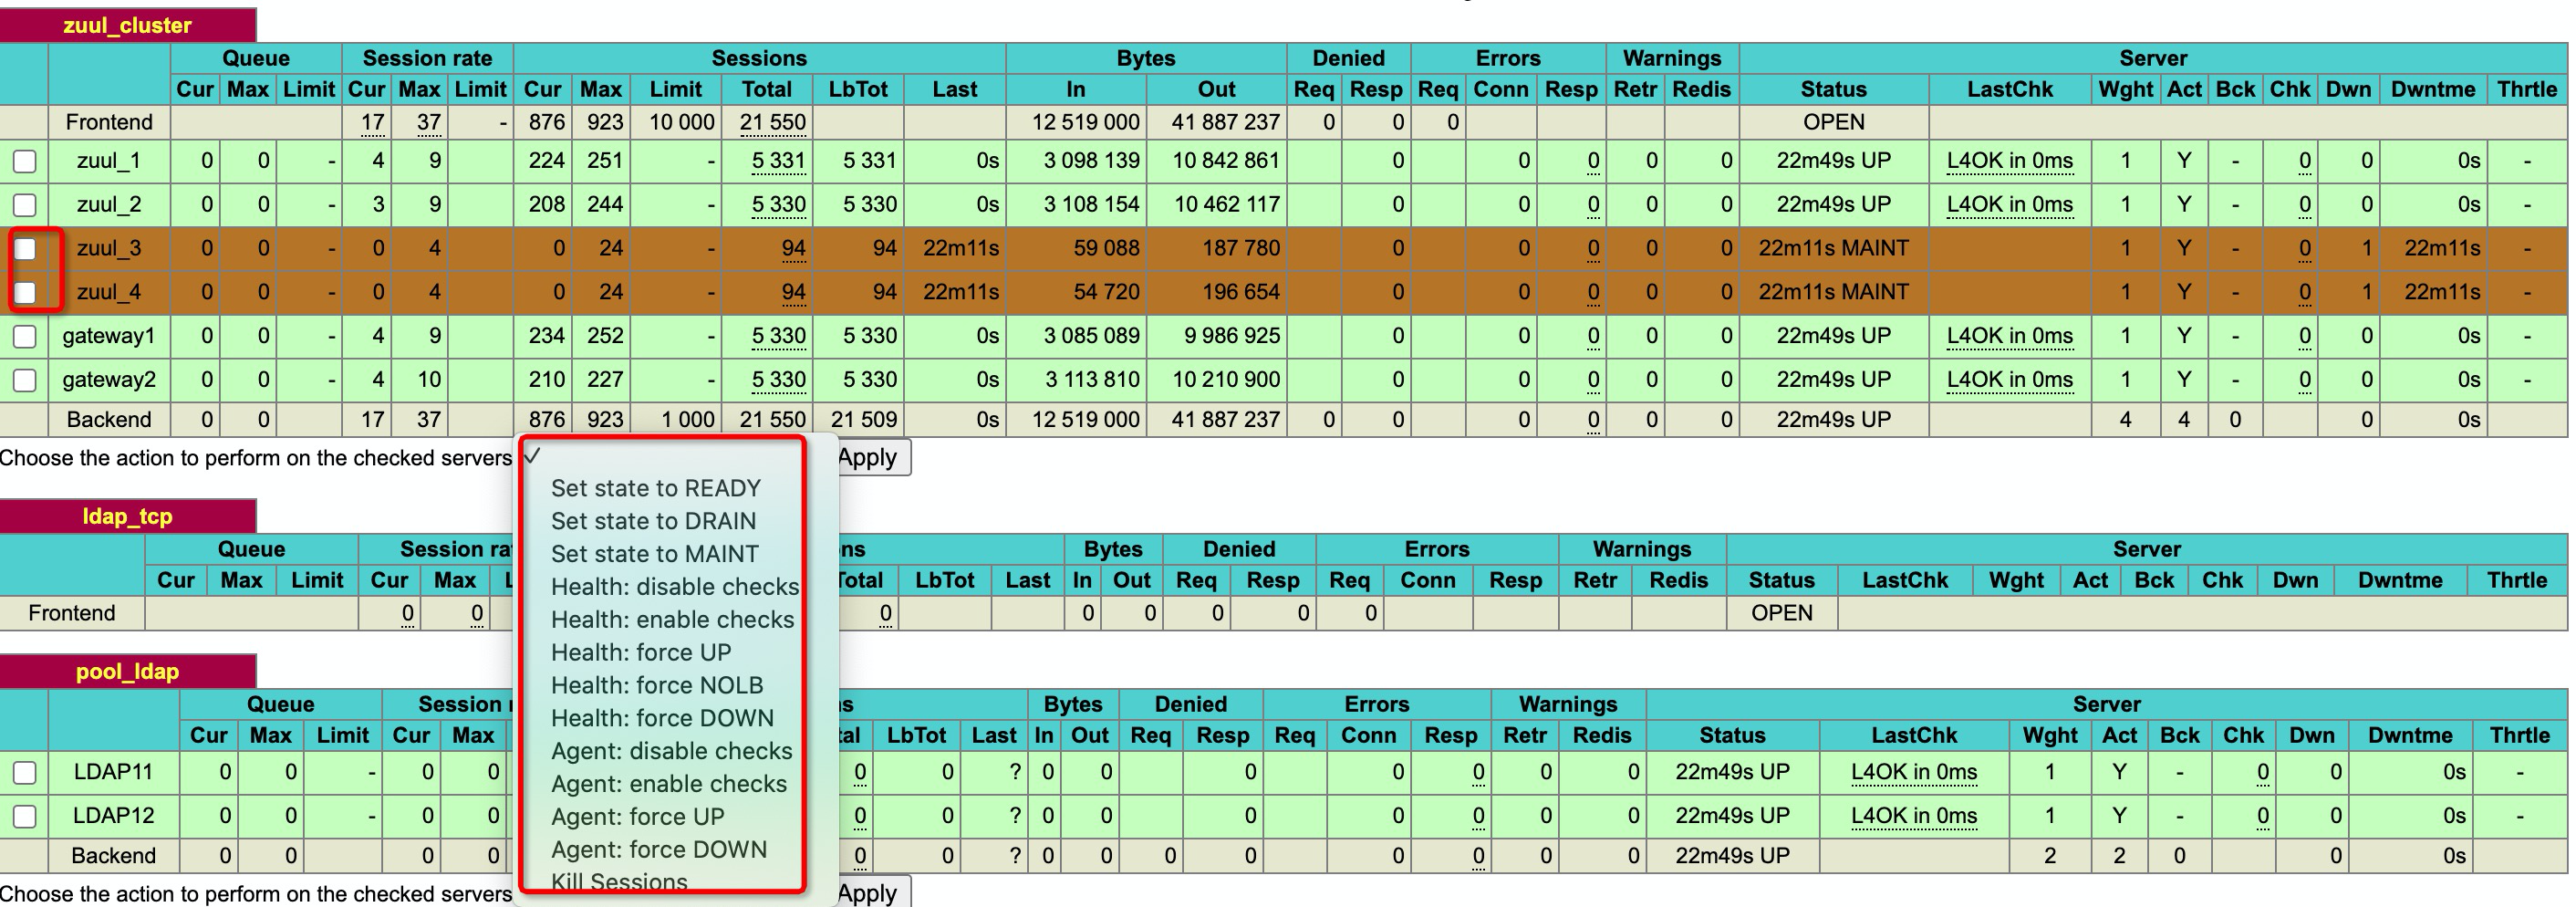 zuul_cluster
Queue Session rate Sessions Bytes Denied Errors Warnings Server
Cur Max Limit Cur Max Limit Cur Max Limit Total LbTot Last In Out Req Resp Req Conn Resp Retr Redis Status LastChk Wght Act Bck Chk Dwn Dwntme Thrtle
Frontend 17 37 - 876 923 10 000 21 550 12 519 000 41 887 237 0 0 0 OPEN
zuul_1 0 0 - 4 9 224 251 - 5 331 5 331 0s 3 098 139 10 842 861 0 0 0 0 0 22m49s UP L4OK in 0ms 1 Y - 0 0 0s -
zuul_2 0 0 - 3 9 208 244 - 5 330 5 330 0s 3 108 154 10 462 117 0 0 0 0 0 22m49s UP L4OK in 0ms 1 Y - 0 0 0s -
zuul_3 0 0 - 0 4 0 24 - 94 94 22m11s 59 088 187 780 0 0 0 0 0 22m11s MAINT 1 Y - 0 1 22m11s -
zuul_4 0 0 - 0 4 0 24 - 94 94 22m11s 54 720 196 654 0 0 0 0 0 22m11s MAINT 1 Y - 0 1 22m11s -
gateway1 0 0 - 4 9 234 252 - 5 330 5 330 0s 3 085 089 9 986 925 0 0 0 0 0 22m49s UP L4OK in 0ms 1 Y - 0 0 0s -
gateway2 0 0 - 4 10 210 227 - 5 330 5 330 0s 3 113 810 10 210 900 0 0 0 0 0 22m49s UP L4OK in 0ms 1 Y - 0 0 0s -
Backend 0 0 17 37 876 923 1 000 21 550 21 509 0s 12 519 000 41 887 237 0 0 0 0 0 0 22m49s UP 4 4 0 0 0s
Choose the action to perform on the checked servers ✓ Apply
Set state to READY
Set state to DRAIN
Set state to MAINT
Health: disable checks
Health: enable checks
Health: force UP
Health: force NOLB
Health: force DOWN
Agent: disable checks
Agent: enable checks
Agent: force UP
Agent: force DOWN
Kill Sessions
ldap_tcp
Queue Session Bytes Denied Errors Warnings Server
Cur Max Limit Cur Max LbTot Last In Out Req Resp Req Conn Resp Retr Redis Status LastChk Wght Act Bck Chk Dwn Dwntme Thrtle
Frontend 0 0 0 0 0 0 0 0 OPEN
pool_ldap
Queue Session Bytes Denied Errors Warnings Server
Cur Max Limit Cur Max LbTot Last In Out Req Resp Req Conn Resp Retr Redis Status LastChk Wght Act Bck Chk Dwn Dwntme Thrtle
LDAP11 0 0 - 0 0 0 0 ? 0 0 0 0 0 0 0 22m49s UP L4OK in 0ms 1 Y - 0 0 0s -
LDAP12 0 0 - 0 0 0 0 ? 0 0 0 0 0 0 0 22m49s UP L4OK in 0ms 1 Y - 0 0 0s -
Backend 0 0 0 0 0 0 ? 0 0 0 0 0 0 0 0 22m49s UP 2 2 0 0 0s
Choose the action to perform on the checked servers Apply